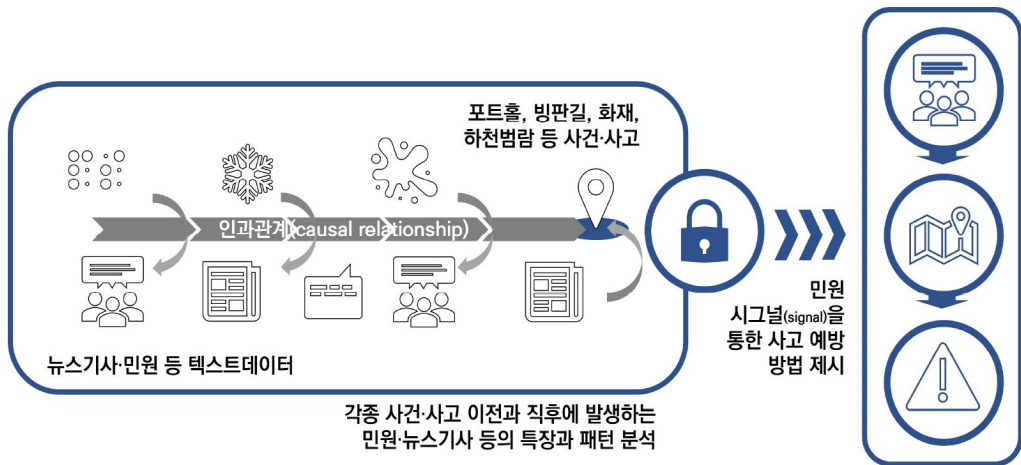 포트홀, 빙판길, 화재,
하천범람 등 사건·사고
인과관계(causal relationship)
뉴스기사·민원 등 텍스트데이터
민원
시그널(signal)을
통한 사고 예방
방법 제시
각종 사건·사고 이전과 직후에 발생하는
민원·뉴스기사 등의 특장과 패턴 분석